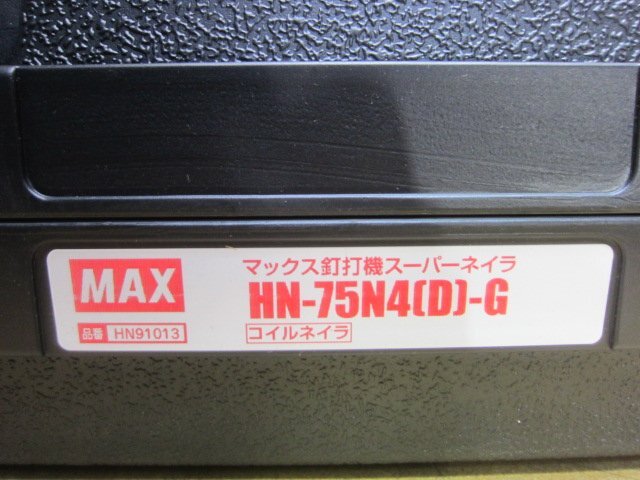 MAX
品番 HN91013
マックス釘打機スーパーネイラ
HN-75N4(D)-G
コイルネイラ